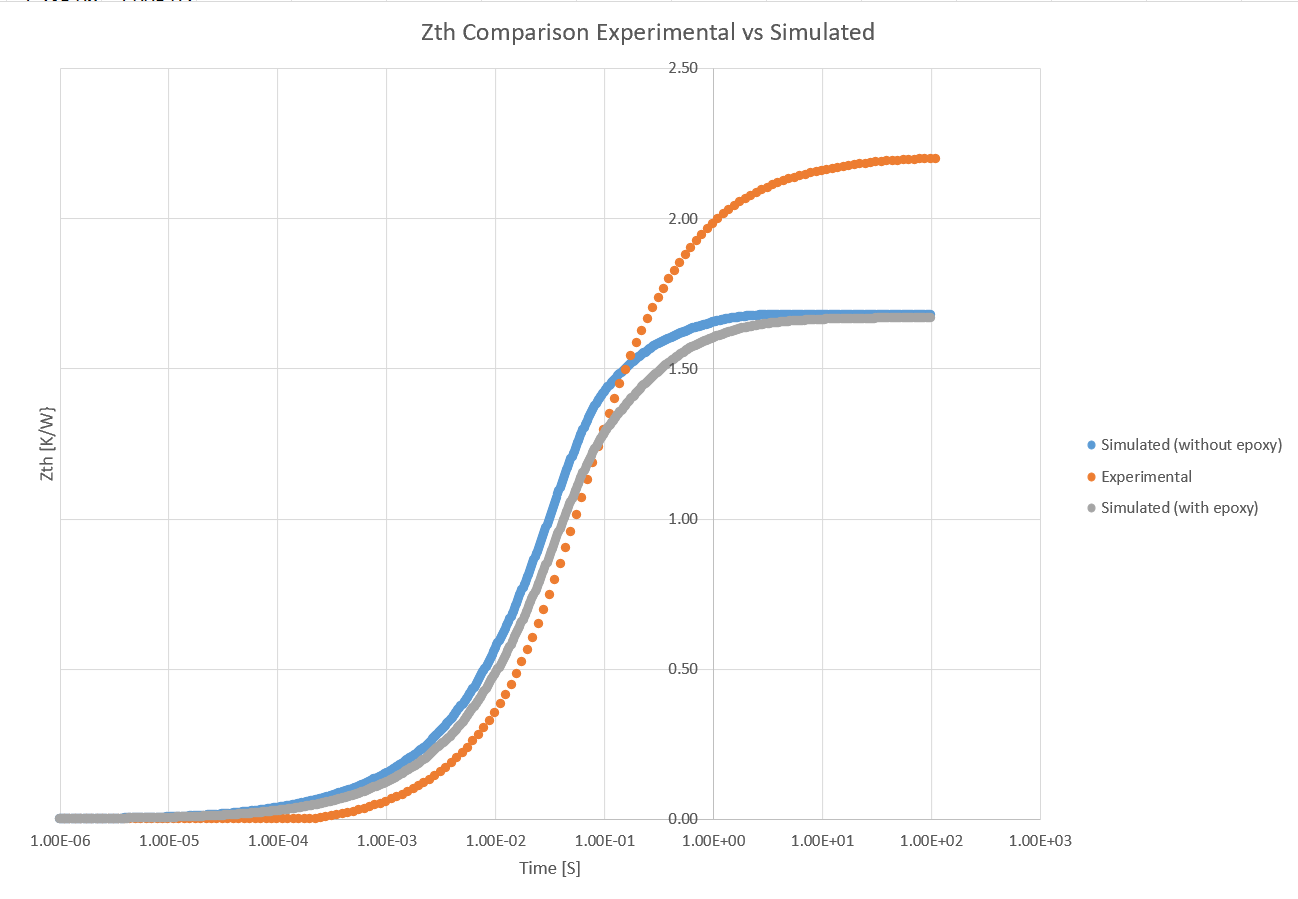 Zth Comparison Experimental vs Simulated
2.50
2.00
1.50
1.00
0.50
0.00
Zth [K/W}
1.00E-06 1.00E-05 1.00E-04 1.00E-03 1.00E-02 1.00E-01 1.00E+00 1.00E+01 1.00E+02 1.00E+03
Time [S]
Simulated (without epoxy)
Experimental
Simulated (with epoxy)